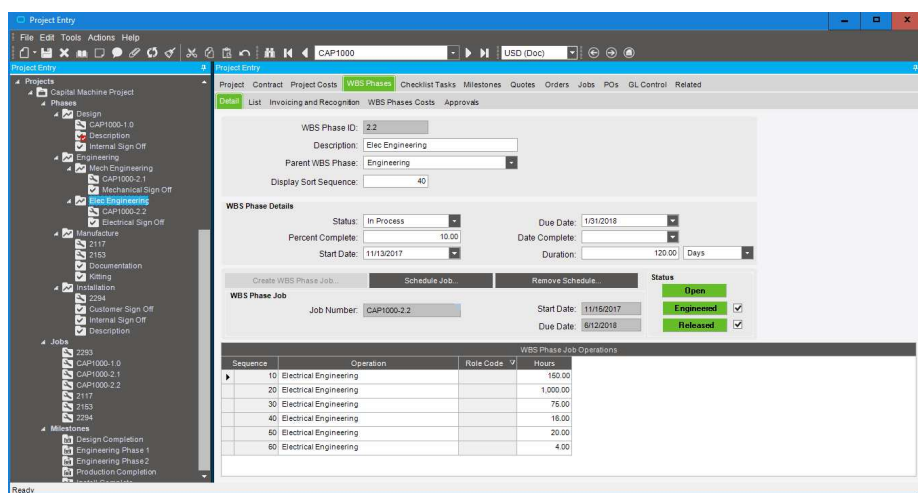 Project Entry
File Edit Tools Actions Help
CAP1000 USD (Doc)
Project Entry
Projects
Capital Machine Project
Phases
Design
CAP1000-1.0
Description
Internal Sign Off
Engineering
Mech Engineering
CAP1000-2.1
Mechanical Sign Off
Elec Engineering
CAP1000-2.2
Electrical Sign Off
Manufacture
2117
2153
Documentation
Kitting
Installation
2294
Customer Sign Off
Internal Sign Off
Description
Jobs
2293
CAP1000-1.0
CAP1000-2.1
CAP1000-2.2
2117
2153
2294
Milestones
Design Completion
Engineering Phase 1
Engineering Phase2
Production Completion
Install Complete
Ready
Project Entry
Project Contract Project Costs WBS Phases Checklist Tasks Milestones Quotes Orders Jobs POs GL Control Related
Detail List Invoicing and Recognition WBS Phases Costs Approvals
WBS Phase ID: 2.2
Description: Elec Engineering
Parent WBS Phase: Engineering
Display Sort Sequence: 40
WBS Phase Details
Status: In Process Due Date: 1/31/2018
Percent Complete: 10.00 Date Complete:
Start Date: 11/13/2017 Duration: 120.00 Days
Create WBS Phase Job... Schedule Job... Remove Schedule... Status
Open
WBS Phase Job
Job Number: CAP1000-2.2 Start Date: 11/15/2017 Engineered
Due Date: 6/12/2018 Released
WBS Phase Job Operations
Sequence Operation Role Code Hours
10 Electrical Engineering 150.00
20 Electrical Engineering 1,000.00
30 Electrical Engineering 75.00
40 Electrical Engineering 16.00
50 Electrical Engineering 20.00
60 Electrical Engineering 4.00